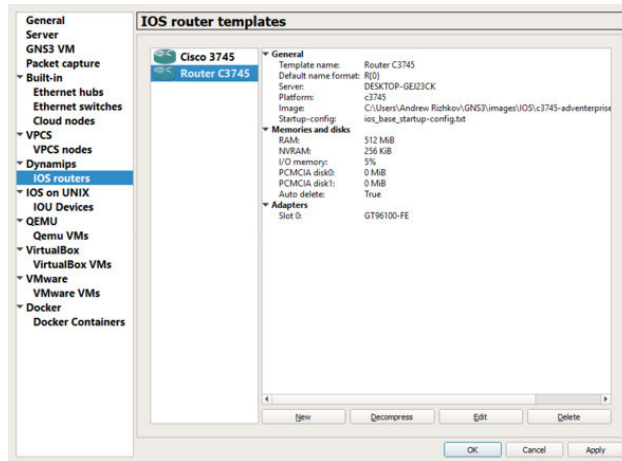 General
Server
GNS3 VM
Packet capture
Built-in
Ethernet hubs
Ethernet switches
Cloud nodes
VPCS
VPCS nodes
Dynamips
IOS routers
IOS on UNIX
IOU Devices
QEMU
Qemu VMs
VirtualBox
VirtualBox VMs
VMware
VMware VMs
Docker
Docker Containers
IOS router templates
Cisco 3745
Router C3745
General
Template name: Router C3745
Default name format: R{0}
Server: DESKTOP-GEJ23CK
Platform: c3745
Image: C:\Users\Andrew Rizhkov\GNS3\images\IOS\c3745-adventerprise
Startup-config: ios_base_startup-config.txt
Memories and disks
RAM: 512 MiB
NVRAM: 256 KiB
I/O memory: 5%
PCMCIA disk0: 0 MiB
PCMCIA disk1: 0 MiB
Auto delete: True
Adapters
Slot 0: GT96100-FE
New Decompress Edit Delete
OK Cancel Apply